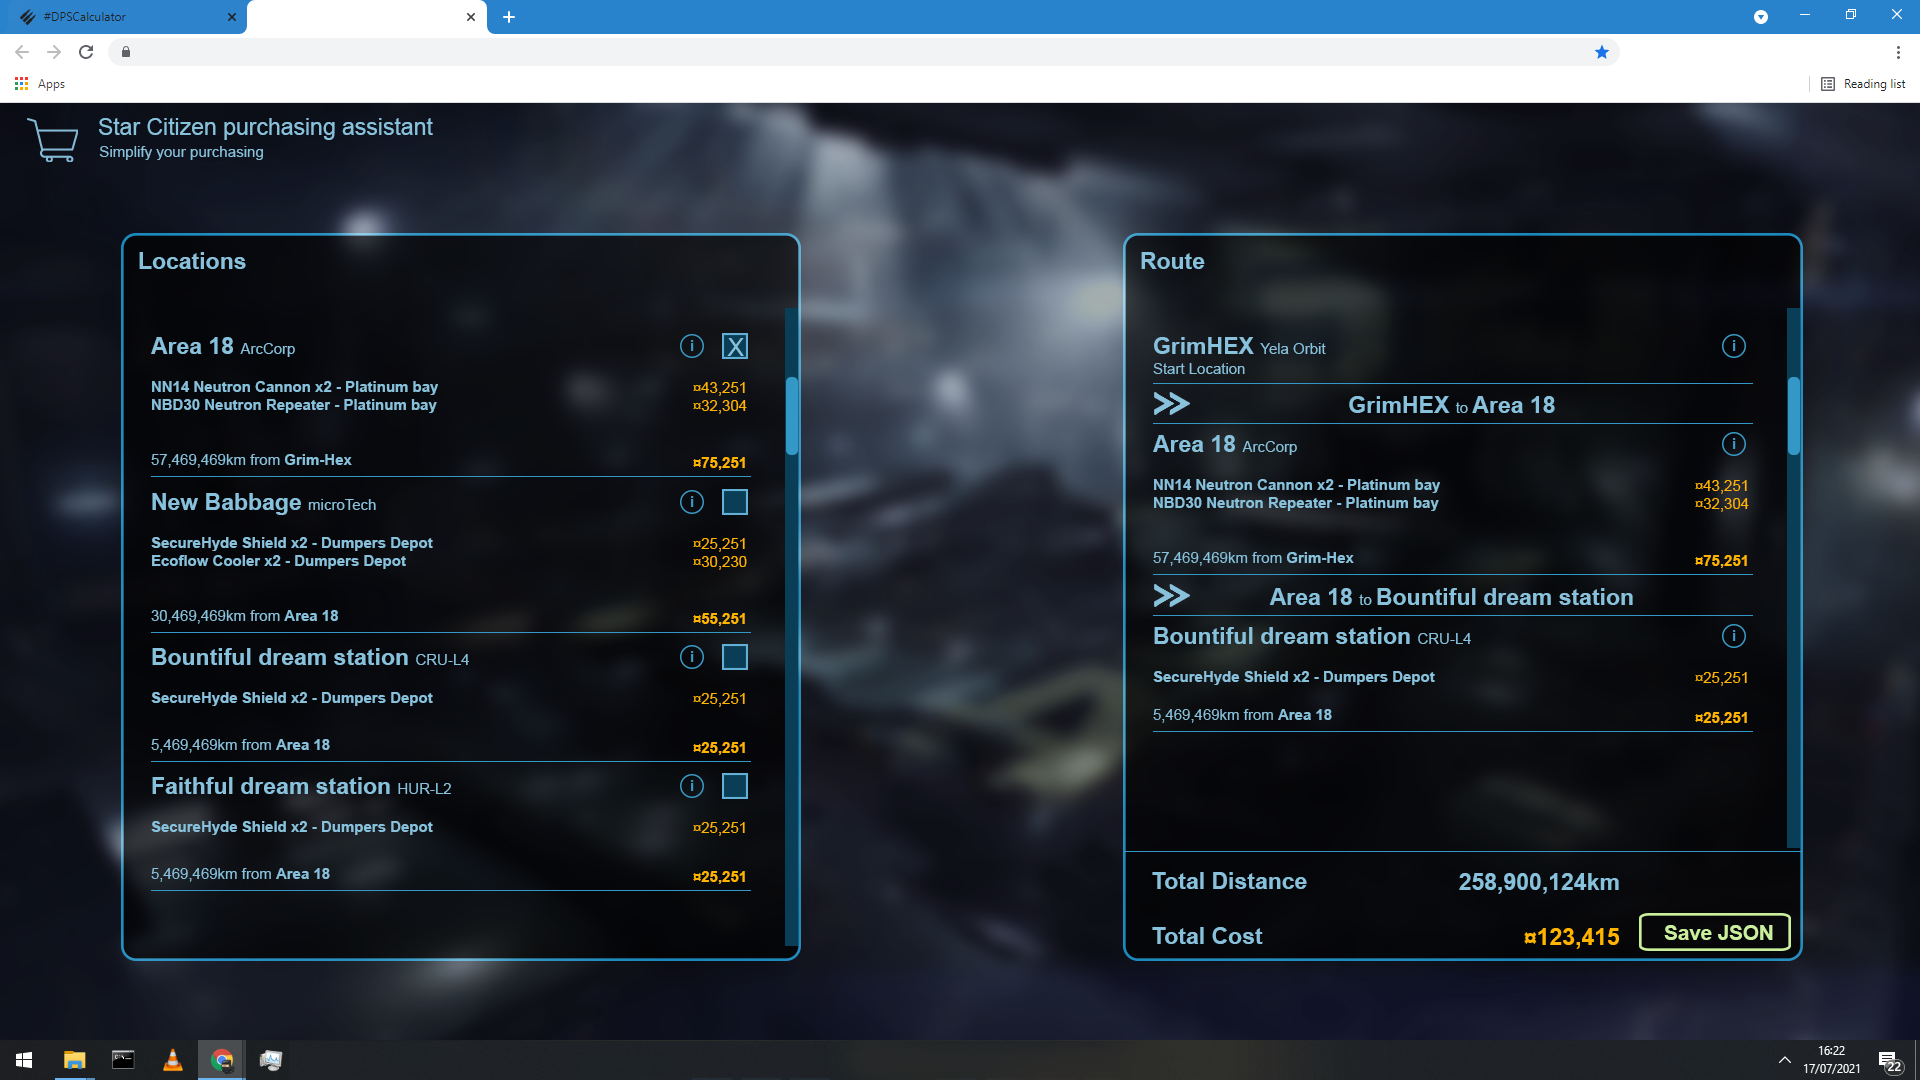 #DPSCalculator
Apps
Reading list
Star Citizen purchasing assistant
Simplify your purchasing
Locations
Area 18 ArcCorp
i
X
NN14 Neutron Cannon x2 - Platinum bay ¤43,251
NBD30 Neutron Repeater - Platinum bay ¤32,304
57,469,469km from Grim-Hex ¤75,251
New Babbage microTech
i
SecureHyde Shield x2 - Dumpers Depot ¤25,251
Ecoflow Cooler x2 - Dumpers Depot ¤30,230
30,469,469km from Area 18 ¤55,251
Bountiful dream station CRU-L4
i
SecureHyde Shield x2 - Dumpers Depot ¤25,251
5,469,469km from Area 18 ¤25,251
Faithful dream station HUR-L2
i
SecureHyde Shield x2 - Dumpers Depot ¤25,251
5,469,469km from Area 18 ¤25,251
Route
GrimHEX Yela Orbit
i
Start Location
GrimHEX to Area 18
Area 18 ArcCorp
i
NN14 Neutron Cannon x2 - Platinum bay ¤43,251
NBD30 Neutron Repeater - Platinum bay ¤32,304
57,469,469km from Grim-Hex ¤75,251
Area 18 to Bountiful dream station
Bountiful dream station CRU-L4
i
SecureHyde Shield x2 - Dumpers Depot ¤25,251
5,469,469km from Area 18 ¤25,251
Total Distance 258,900,124km
Total Cost ¤123,415
Save JSON
16:22
17/07/2021
22